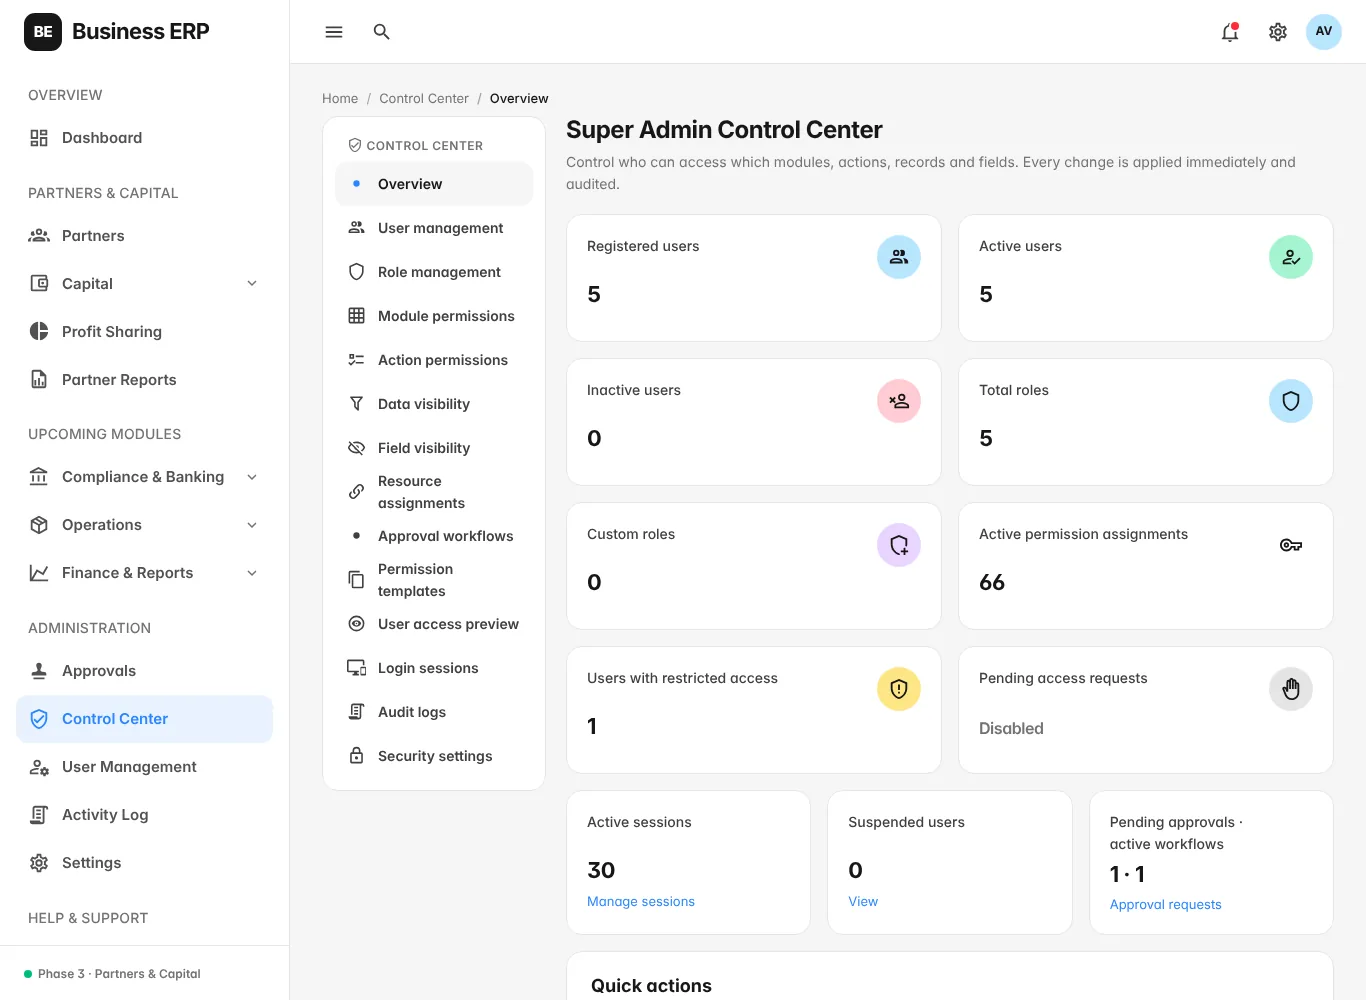 BE
Business ERP
OVERVIEW
Dashboard
PARTNERS & CAPITAL
Partners
Capital
Profit Sharing
Partner Reports
UPCOMING MODULES
Compliance & Banking
Operations
Finance & Reports
ADMINISTRATION
Approvals
Control Center
User Management
Activity Log
Settings
HELP & SUPPORT
Phase 3 · Partners & Capital
AV
Home / Control Center / Overview
CONTROL CENTER
Overview
User management
Role management
Module permissions
Action permissions
Data visibility
Field visibility
Resource
assignments
Approval workflows
Permission
templates
User access preview
Login sessions
Audit logs
Security settings
Super Admin Control Center
Control who can access which modules, actions, records and fields. Every change is applied immediately and
audited.
Registered users
5
Active users
5
Inactive users
0
Total roles
5
Custom roles
0
Active permission assignments
66
Users with restricted access
1
Pending access requests
Disabled
Active sessions
30
Manage sessions
Suspended users
0
View
Pending approvals ·
active workflows
1 · 1
Approval requests
Quick actions